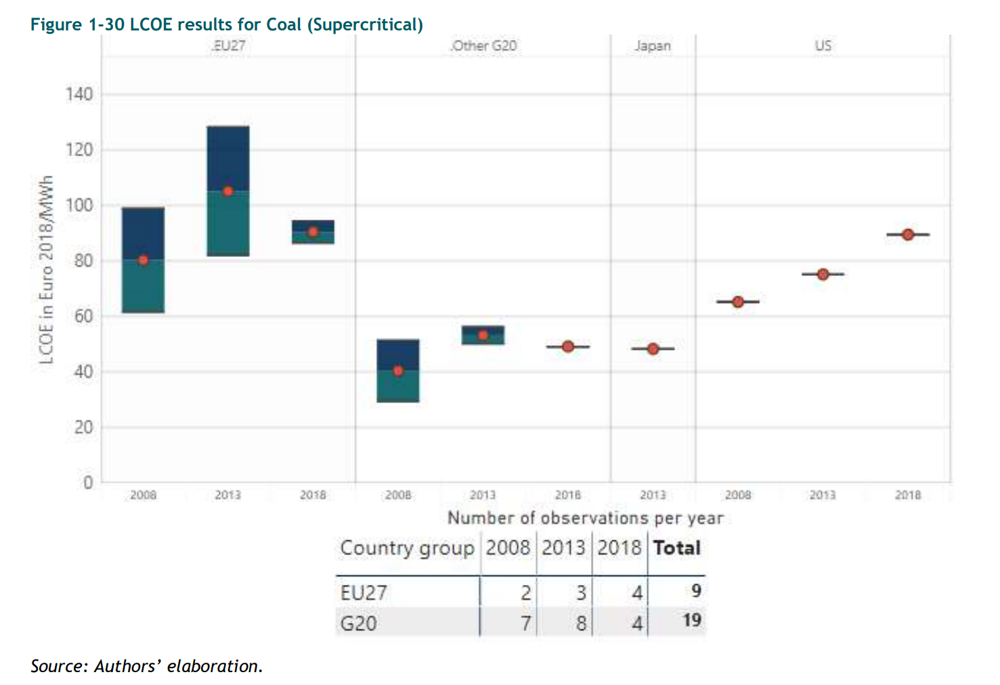 Figure 1-30 LCOE results for Coal (Supercritical)
.EU27 .Other G20 Japan US
140
120
100
80
60
40
20
0
LCOE in Euro 2018/MWh
2008 2013 2018 2008 2013 2018 2013 2008 2013 2018
Number of observations per year
Country group 2008 2013 2018 Total
EU27 2 3 4 9
G20 7 8 4 19
Source: Authors’ elaboration.